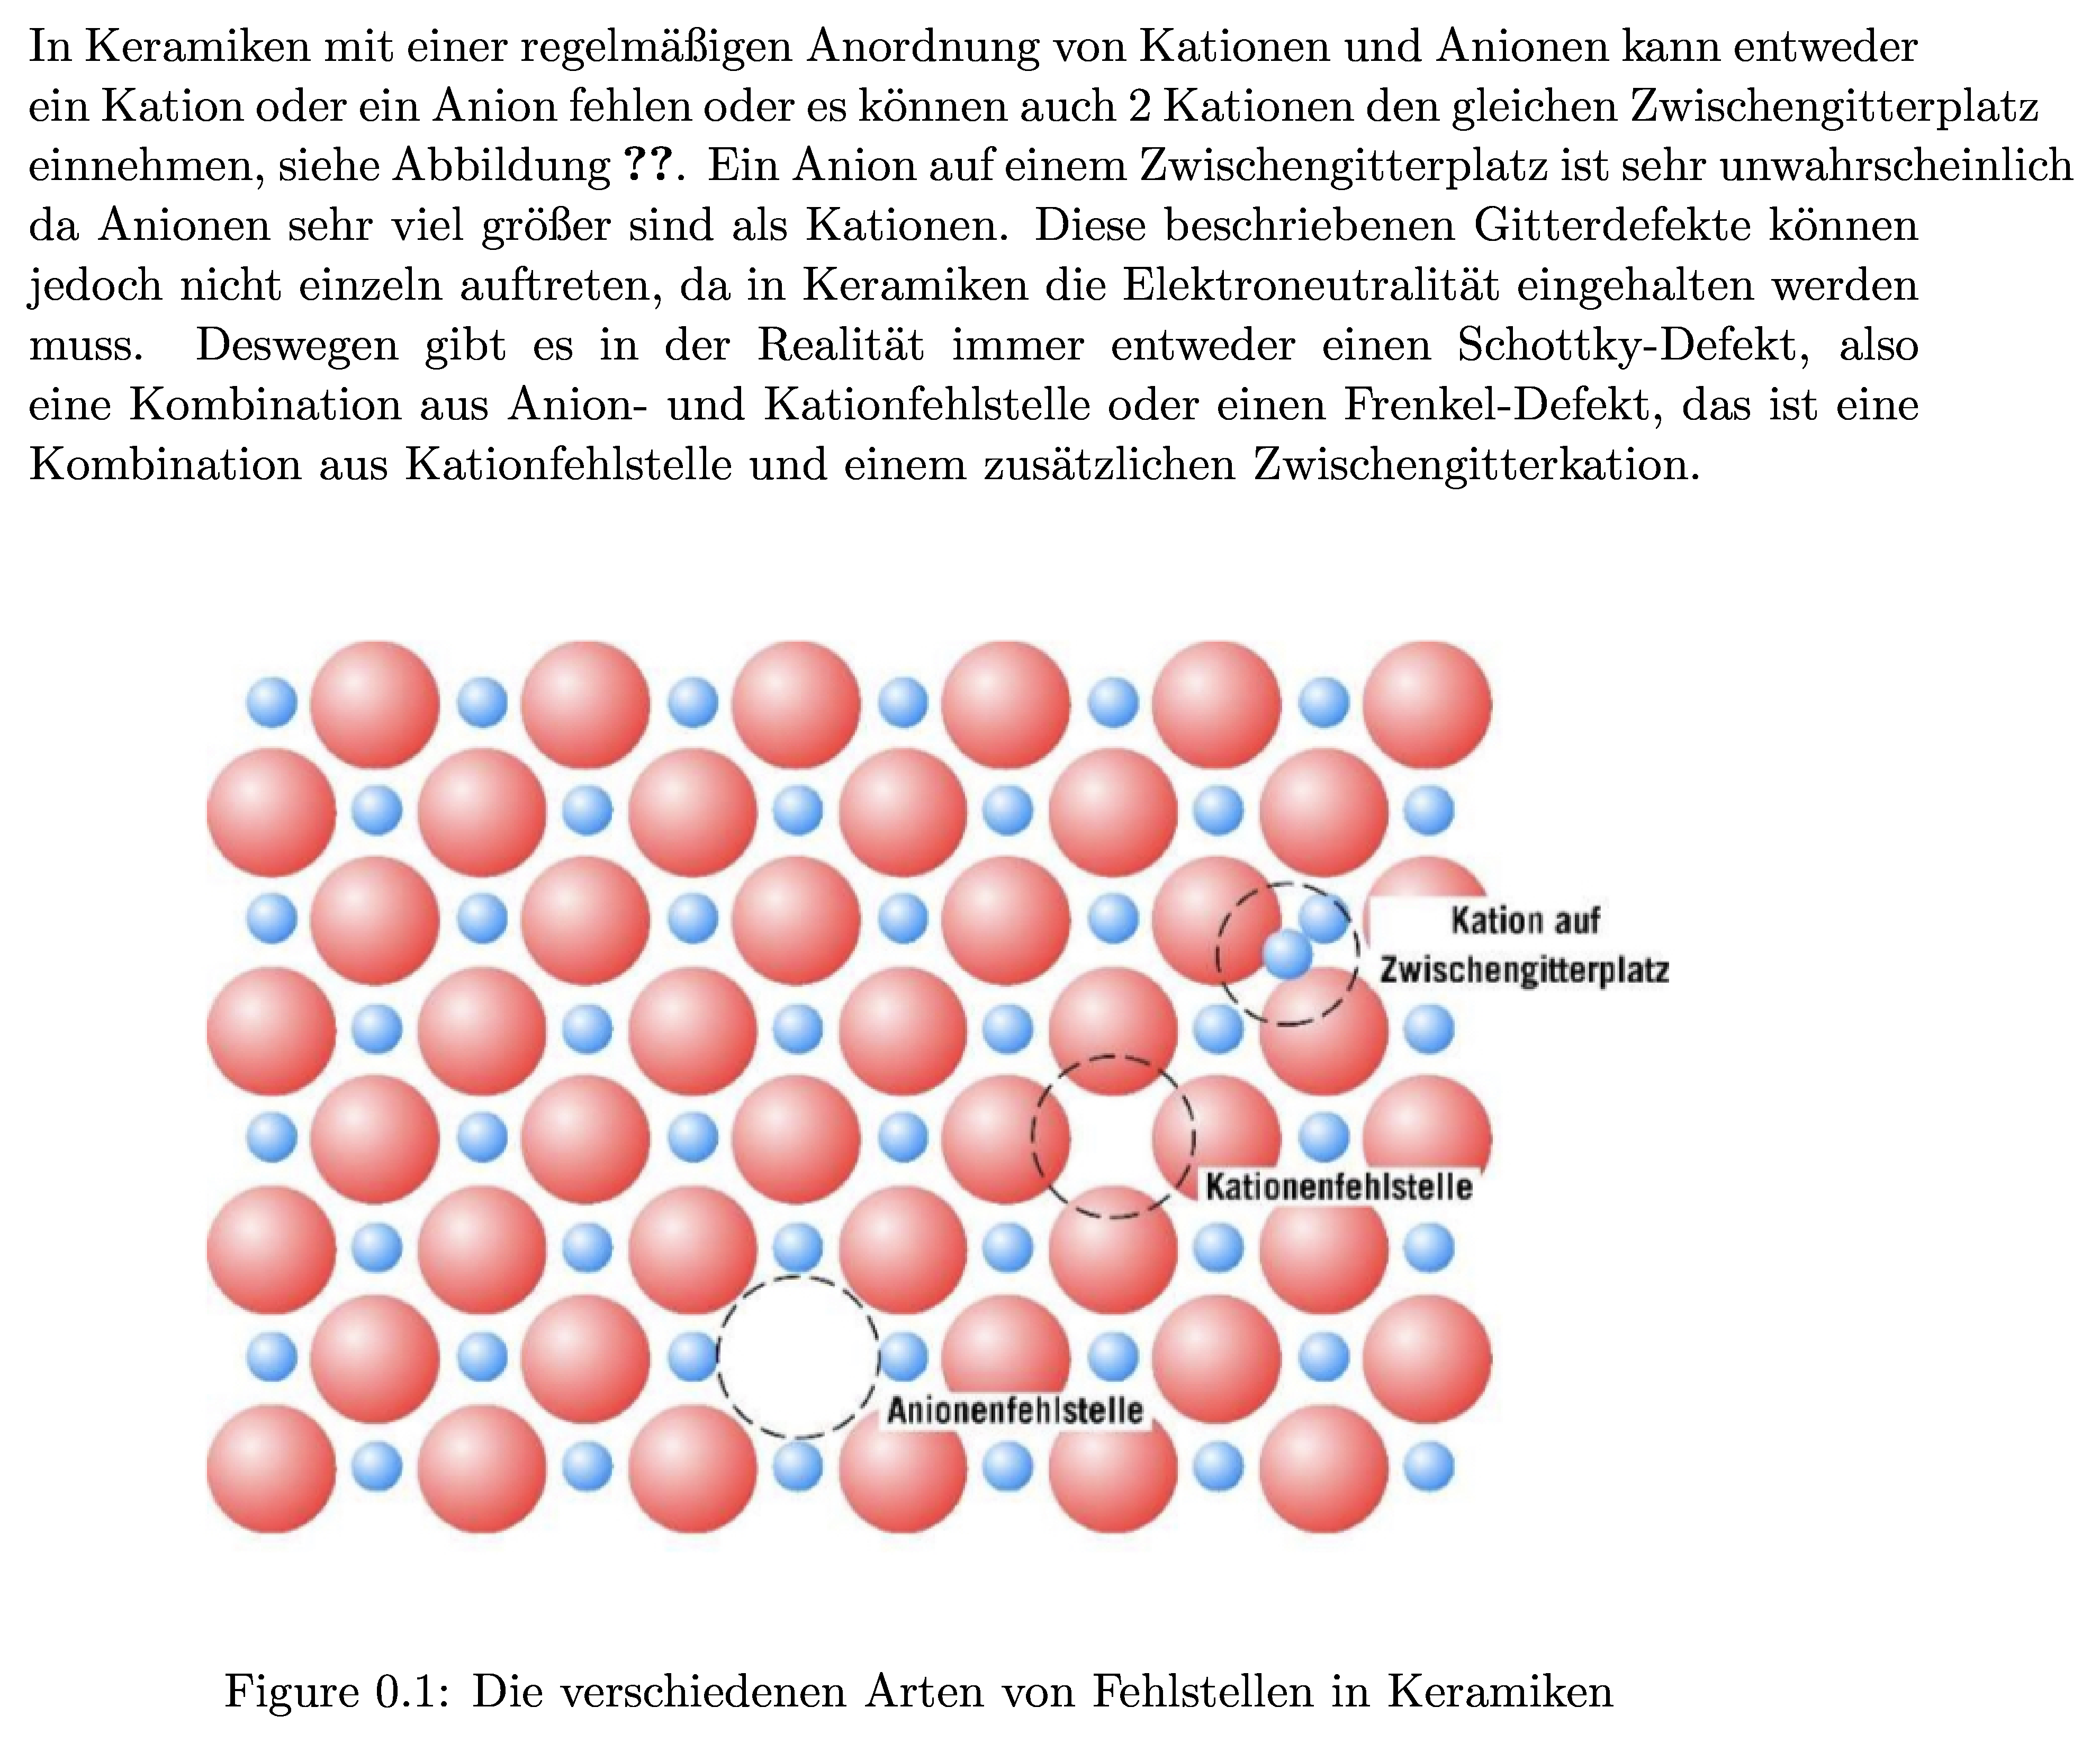 In Keramiken mit einer regelmäßigen Anordnung von Kationen und Anionen kann entweder
ein Kation oder ein Anion fehlen oder es können auch 2 Kationen den gleichen Zwischengitterplatz
einnehmen, siehe Abbildung ??. Ein Anion auf einem Zwischengitterplatz ist sehr unwahrscheinlich
da Anionen sehr viel größer sind als Kationen. Diese beschriebenen Gitterdefekte können
jedoch nicht einzeln auftreten, da in Keramiken die Elektroneutralität eingehalten werden
muss. Deswegen gibt es in der Realität immer entweder einen Schottky-Defekt, also
eine Kombination aus Anion- und Kationfehlstelle oder einen Frenkel-Defekt, das ist eine
Kombination aus Kationfehlstelle und einem zusätzlichen Zwischengitterkation.
Kation auf
Zwischengitterplatz
Kationenfehlstelle
Anionenfehlstelle
Figure 0.1: Die verschiedenen Arten von Fehlstellen in Keramiken